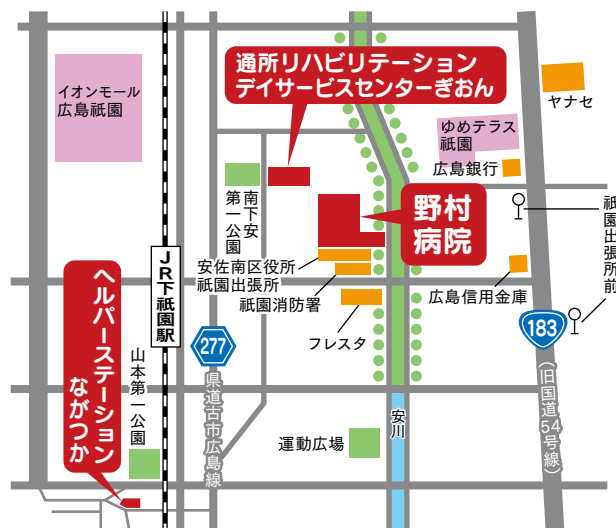 通所リハビリテーション
デイサービスセンターぎおん
イオンモール
広島祇園
ヤナセ
ゆめテラス
祇園
広島銀行
南下安
第一公園
野村
病院
祇園出張所前
安佐南区役所
祇園出張所
祇園消防署
フレスタ
広島信用金庫
JR下祇園駅
ヘルパーステーション
ながつか
山本第一公園
277
県道古市広島線
183
(旧国道54号線)
安川
運動広場